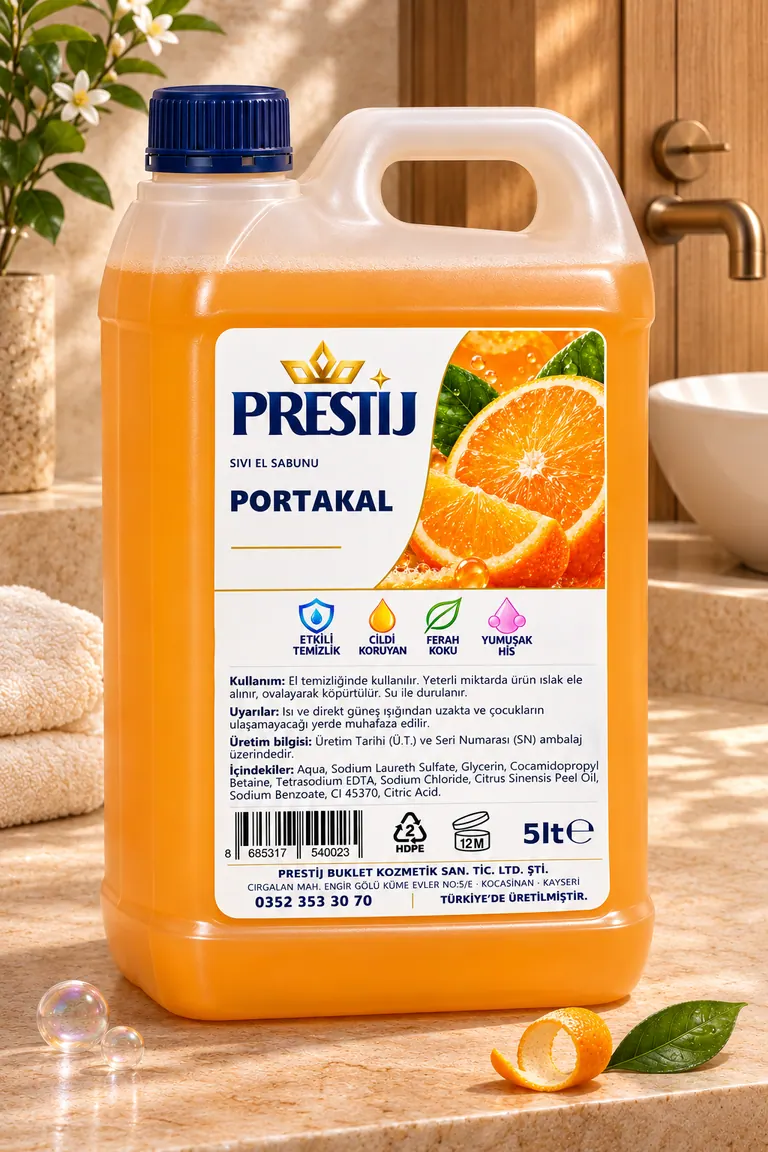 PRESTİJ
SIVI EL SABUNU
PORTAKAL
ETKİLİ TEMİZLİK
CİLDİ KORUYAN
FERAH KOKU
YUMUŞAK HİS
Kullanım: El temizliğinde kullanılır. Yeterli miktarda ürün ıslak ele
alınır, ovalayarak köpürtülür. Su ile durulanır.
Uyarılar: Isı ve direkt güneş ışığından uzakta ve çocukların
ulaşamayacağı yerde muhafaza edilir.
Üretim bilgisi: Üretim Tarihi (Ü.T.) ve Seri Numarası (SN) ambalaj
üzerindedir.
İçindekiler: Aqua, Sodium Laureth Sulfate, Glycerin, Cocamidopropyl
Betaine, Tetrasodium EDTA, Sodium Chloride, Citrus Sinensis Peel Oil,
Sodium Benzoate, CI 45370, Citric Acid.
8 685317 540023
2
HDPE
12M
5lt℮
PRESTİJ BUKLET KOZMETİK SAN. TİC. LTD. ŞTİ.
CIRGALAN MAH. ENGİR GÖLÜ KÜME EVLER NO:5/E · KOCASİNAN · KAYSERİ
0352 353 30 70
TÜRKİYE'DE ÜRETİLMİŞTİR.